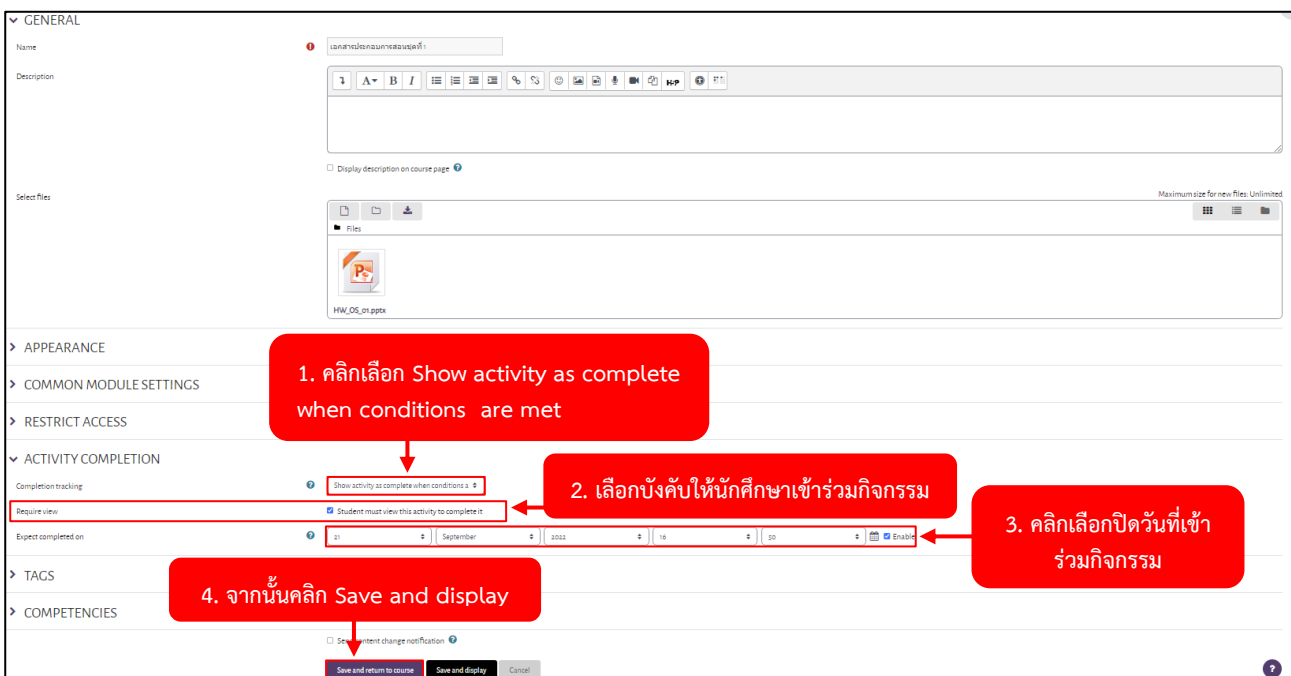 GENERAL
Name
เอกสารประกอบการสอนชุดที่ 1
Description
A B I H-P
Display description on course page ?
Select files
Maximum size for new files: Unlimited
Files
HW_OS_01.pptx
APPEARANCE
1. คลิกเลือก Show activity as complete
when conditions are met
COMMON MODULE SETTINGS
RESTRICT ACCESS
ACTIVITY COMPLETION
Completion tracking ? Show activity as complete when conditions a
2. เลือกบังคับให้นักศึกษาเข้าร่วมกิจกรรม
Require view Student must view this activity to complete it
3. คลิกเลือกปิดวันที่เข้า
ร่วมกิจกรรม
Expect completed on ? 21 September 2022 16 50 Enable
TAGS
4. จากนั้นคลิก Save and display
COMPETENCIES
content change notification ?
Save and return to course Save and display Cancel
?